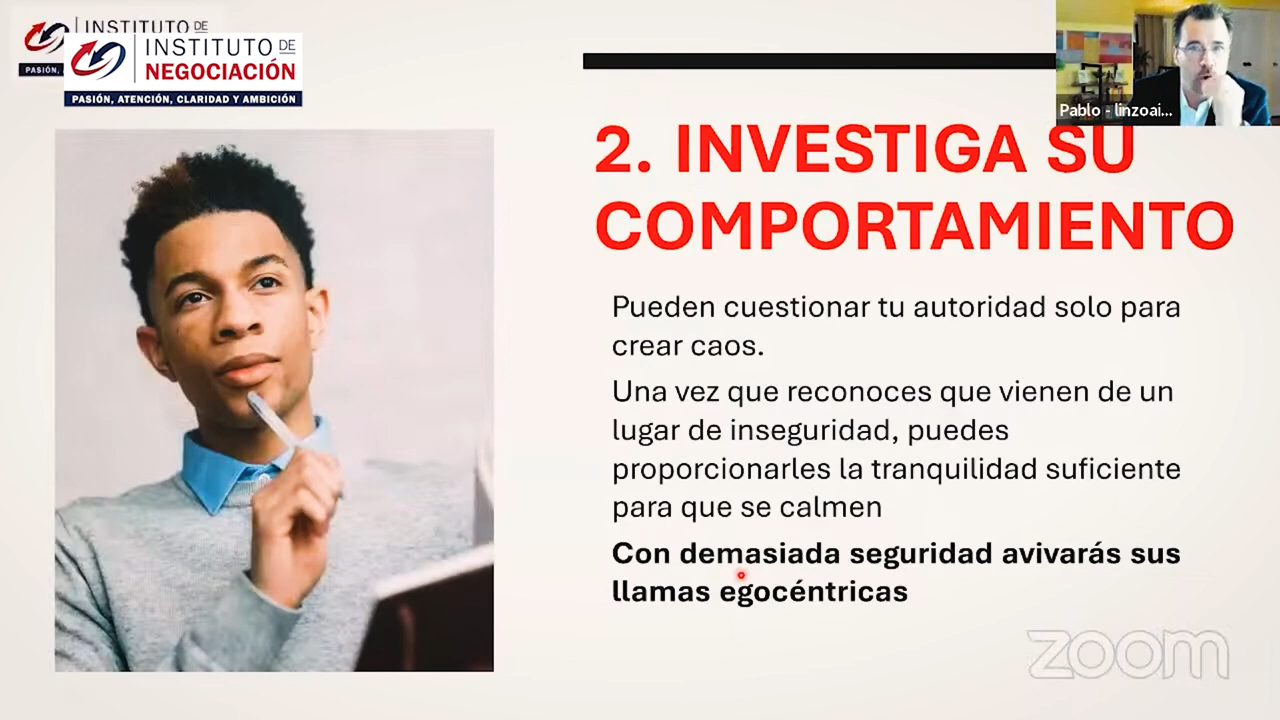 INSTITUTO DE
PASIÓN, A
INSTITUTO DE
NEGOCIACIÓN
PASIÓN, ATENCIÓN, CLARIDAD Y AMBICIÓN
Pablo - linzoai...
2. INVESTIGA SU
COMPORTAMIENTO
Pueden cuestionar tu autoridad solo para
crear caos.
Una vez que reconoces que vienen de un
lugar de inseguridad, puedes
proporcionarles la tranquilidad suficiente
para que se calmen
Con demasiada seguridad avivarás sus
llamas egocéntricas
zoom